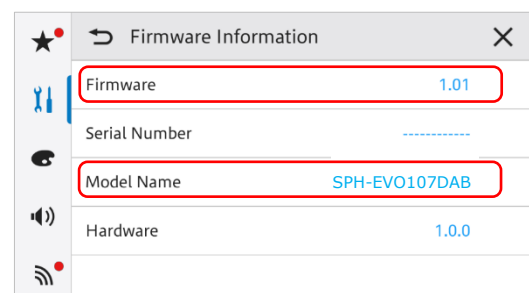 Firmware Information
Firmware 1.01
Serial Number ------------
Model Name SPH-EVO107DAB
Hardware 1.0.0